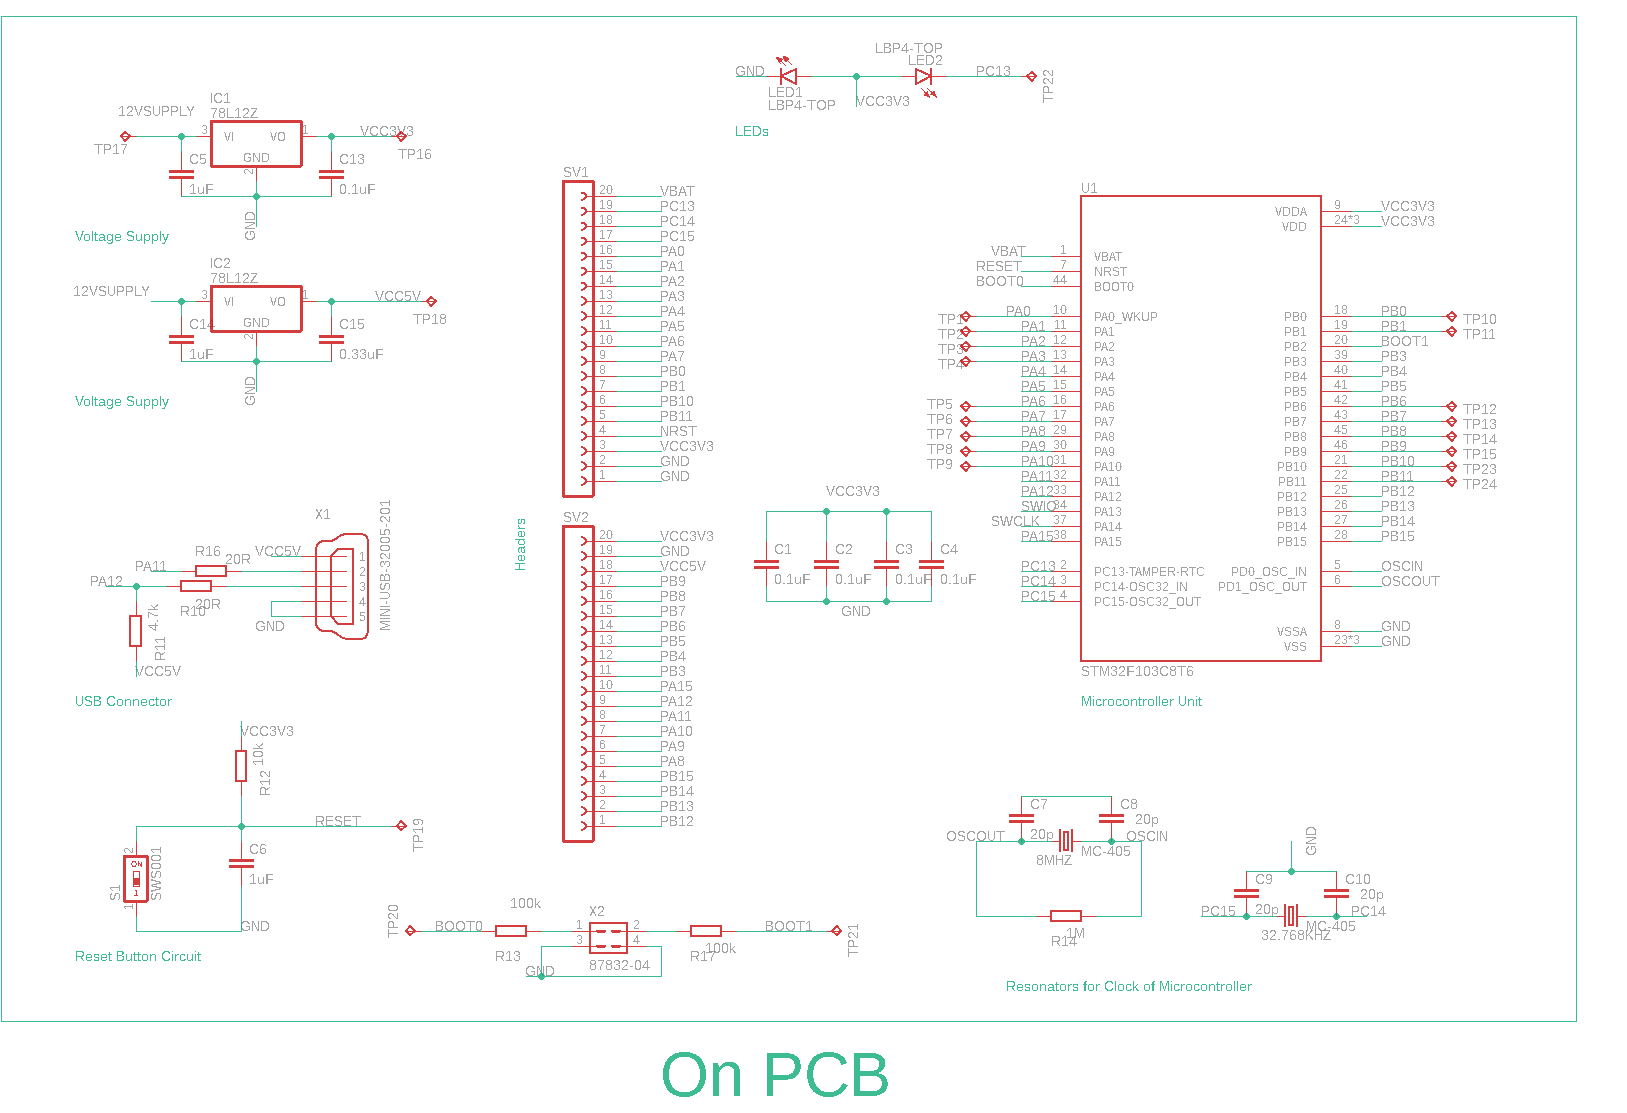 LBP4-TOP
LED2
GND
PC13
TP22
LED1
LBP4-TOP
VCC3V3
LEDs
12VSUPPLY
IC1
78L12Z
3 VI VO 1
VCC3V3
TP17
TP16
GND
2
C5
1uF
C13
0.1uF
GND
Voltage Supply
12VSUPPLY
IC2
78L12Z
3 VI VO 1
VCC5V
TP18
GND
2
C14
1uF
C15
0.33uF
GND
Voltage Supply
X1
MINI-USB-32005-201
R16
20R
VCC5V
1
PA11
2
PA12
3
R10
20R
4
5
GND
4.7k
R11
VCC5V
USB Connector
VCC3V3
10k
R12
RESET
TP19
C6
1uF
2
ON
1
S1
SWS001
1
GND
Reset Button Circuit
Headers
SV1
20 VBAT
19 PC13
18 PC14
17 PC15
16 PA0
15 PA1
14 PA2
13 PA3
12 PA4
11 PA5
10 PA6
9 PA7
8 PB0
7 PB1
6 PB10
5 PB11
4 NRST
3 VCC3V3
2 GND
1 GND
SV2
20 VCC3V3
19 GND
18 VCC5V
17 PB9
16 PB8
15 PB7
14 PB6
13 PB5
12 PB4
11 PB3
10 PA15
9 PA12
8 PA11
7 PA10
6 PA9
5 PA8
4 PB15
3 PB14
2 PB13
1 PB12
VCC3V3
C1 C2 C3 C4
0.1uF 0.1uF 0.1uF 0.1uF
GND
TP20
BOOT0
100k
R13
X2
1 2
3 4
87832-04
GND
R17
100k
BOOT1
TP21
U1
VBAT 1 VBAT
RESET 7 NRST
BOOT0 44 BOOT0
TP1 PA0 10 PA0_WKUP
TP2 PA1 11 PA1
TP3 PA2 12 PA2
TP4 PA3 13 PA3
PA4 14 PA4
PA5 15 PA5
TP5 PA6 16 PA6
TP6 PA7 17 PA7
TP7 PA8 29 PA8
TP8 PA9 30 PA9
TP9 PA10 31 PA10
PA11 32 PA11
PA12 33 PA12
SWIO 34 PA13
SWCLK 37 PA14
PA15 38 PA15
PC13 2 PC13-TAMPER-RTC
PC14 3 PC14-OSC32_IN
PC15 4 PC15-OSC32_OUT
VDDA 9 VCC3V3
VDD 24*3 VCC3V3
PB0 18 PB0 TP10
PB1 19 PB1 TP11
PB2 20 BOOT1
PB3 39 PB3
PB4 40 PB4
PB5 41 PB5
PB6 42 PB6 TP12
PB7 43 PB7 TP13
PB8 45 PB8 TP14
PB9 46 PB9 TP15
PB10 21 PB10 TP23
PB11 22 PB11 TP24
PB12 25 PB12
PB13 26 PB13
PB14 27 PB14
PB15 28 PB15
PD0_OSC_IN 5 OSCIN
PD1_OSC_OUT 6 OSCOUT
VSSA 8 GND
VSS 23*3 GND
STM32F103C8T6
Microcontroller Unit
C7
C8
20p
OSCOUT
20p
OSCIN
8MHZ
MC-405
1M
R14
GND
C9
C10
20p
PC15
20p
PC14
MC-405
32.768KHZ
Resonators for Clock of Microcontroller
On PCB